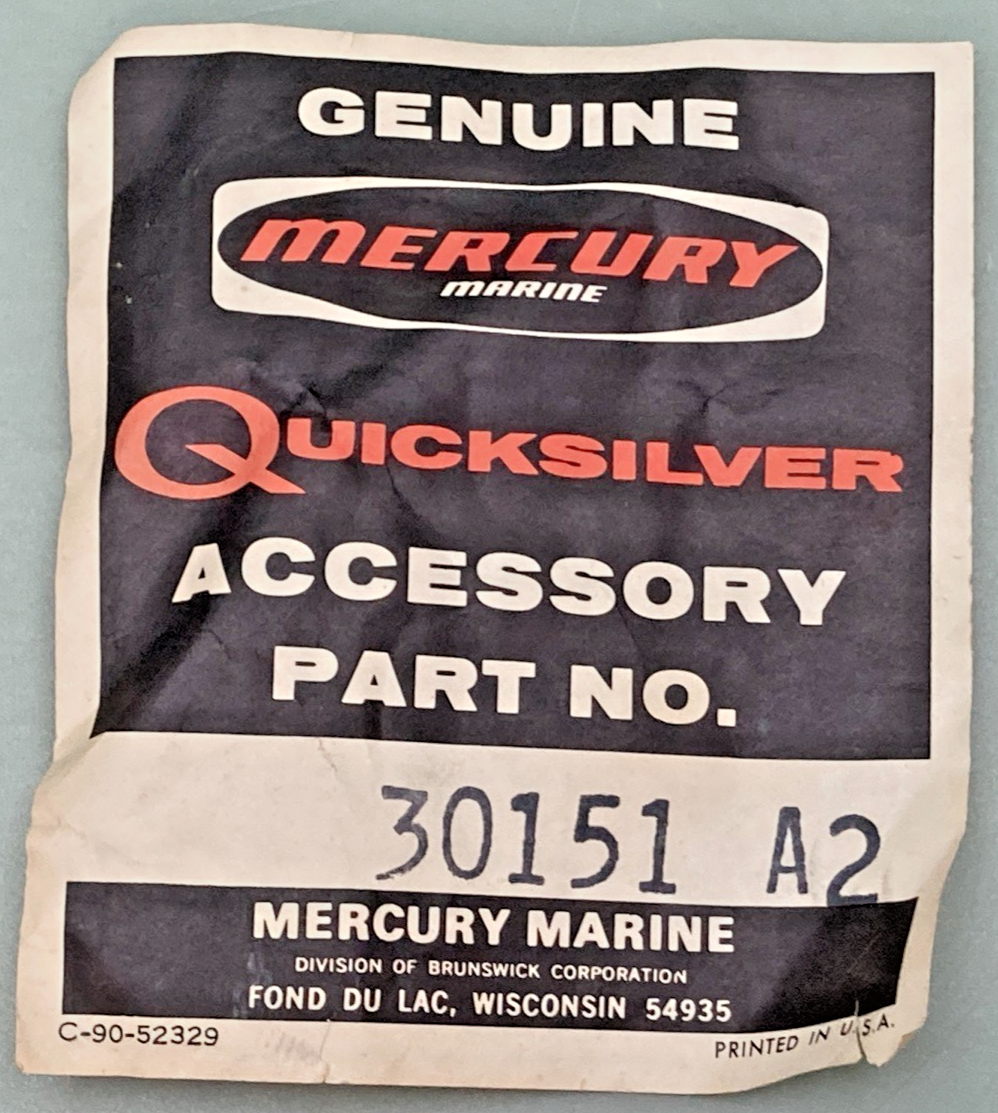 GENUINE
MERCURY
MARINE
QUICKSILVER
ACCESSORY
PART NO.
30151 A2
MERCURY MARINE
DIVISION OF BRUNSWICK CORPORATION
FOND DU LAC, WISCONSIN 54935
C-90-52329 PRINTED IN U.S.A.